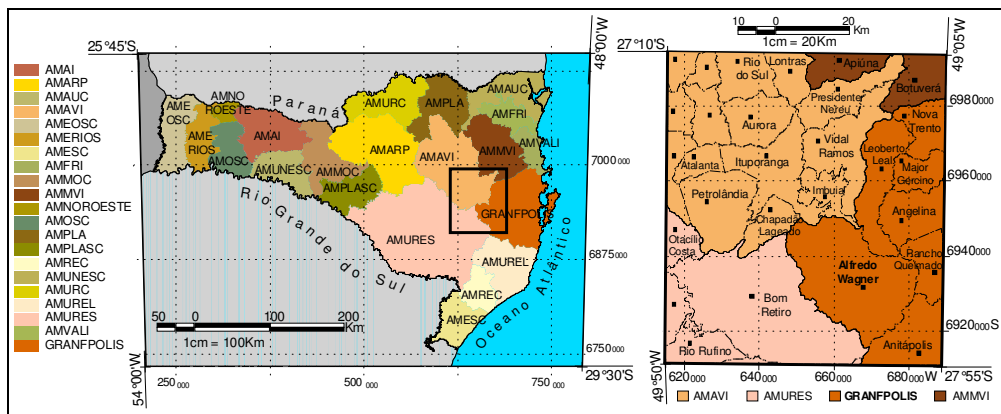 AMAI
AMARP
AMAUC
AMAVI
AMEOSC
AMERIOS
AMESC
AMFRI
AMMOC
AMMVI
AMNOROESTE
AMOSC
AMPLA
AMPLASC
AMREC
AMUNESC
AMURC
AMUREL
AMURES
AMVALI
GRANFPOLIS
25°45'S
48°00'W
Paraná
AME
OSC
AMNO
ROESTE
AME
RIOS
AMOSC
AMAI
AMUNESC
AMMOC
AMPLASC
AMURC
AMARP
AMPLA
AMAUC
AMFRI
AMVALI
AMMVI
AMAVI
GRANFPOLIS
AMURES
AMUREL
AMREC
AMESC
Rio Grande do Sul
Oceano Atlântico
7000000
6875000
6750000
50 0 100 200
Km
1cm = 100Km
54°00'W
250000
500000
750000
29°30'S
10 0 20
Km
1cm = 20Km
27°10'S
49°05'W
Rio
do Sul
Lontras
Apiúna
Presidente
Nereu
Botuverá
6980000
Aurora
Nova
Trento
Vidal
Ramos
Atalanta
Ituporanga
Leoberto
Leal
Major
Gércino
6960000
Petrolândia
Imbuia
Chapadão
Lageado
Angelina
Otacílio
Costa
6940000
Rancho
Queimado
Alfredo
Wagner
Bom
Retiro
6920000S
Rio Rufino
Anitápolis
49°50'W
620000
640000
660000
680000W
27°55'S
AMAVI
AMURES
GRANFPOLIS
AMMVI